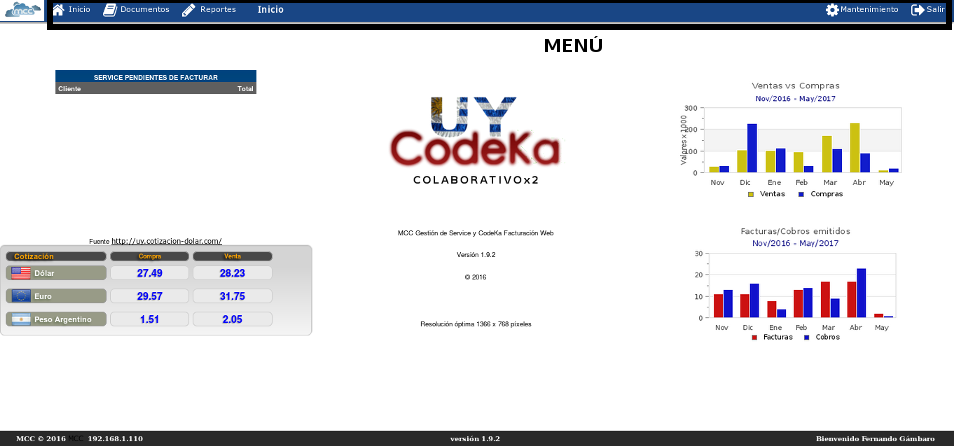 MCC
Inicio Documentos Reportes Inicio Mantenimiento Salir
MENÚ
SERVICE PENDIENTES DE FACTURAR
Cliente Total
UY
CodeKa
COLABORATIVOx2
MCC Gestión de Service y CodeKa Facturación Web
Versión 1.9.2
© 2016
Resolución óptima 1366 x 768 píxeles
Fuente http://uy.cotizacion-dolar.com/
Cotización Compra Venta
Dólar 27.49 28.23
Euro 29.57 31.75
Peso Argentino 1.51 2.05
Ventas vs Compras
Nov/2016 - May/2017
Valores x 1000
300
200
100
0
Nov Dic Ene Feb Mar Abr May
Ventas Compras
Facturas/Cobros emitidos
Nov/2016 - May/2017
30
20
10
0
Nov Dic Ene Feb Mar Abr May
Facturas Cobros
MCC © 2016 MCC 192.168.1.110 versión 1.9.2 Bienvenido Fernando Gámbaro